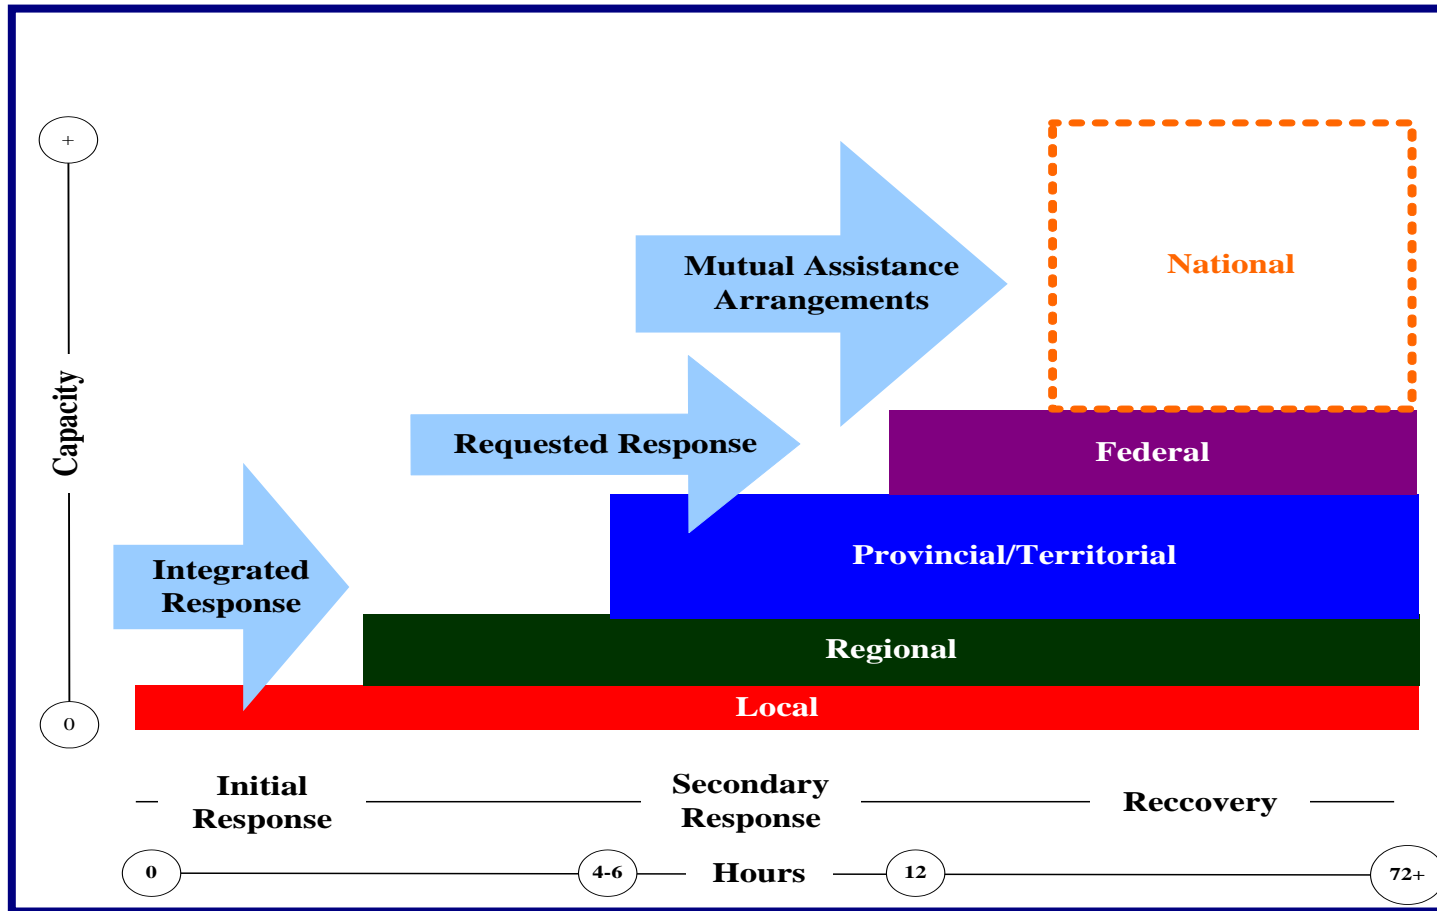 +
National
Mutual Assistance
Arrangements
Capacity
Requested Response
Federal
Integrated
Response
Provincial/Territorial
Regional
Local
0
Initial
Response
Secondary
Response
Reccovery
0
4-6
Hours
12
72+